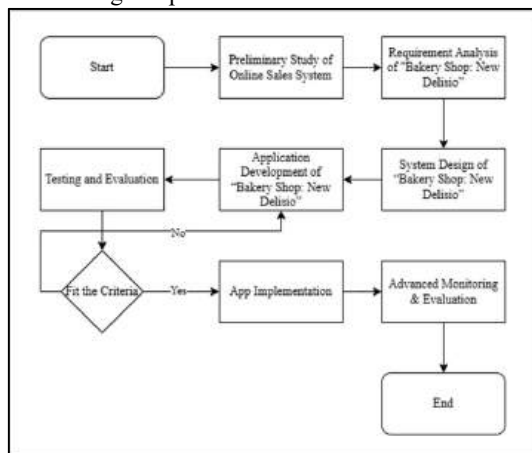 Start
Preliminary Study of
Online Sales System
Requirement Analysis
of "Bakery Shop: New
Delisio"
Testing and Evaluation
Application
Development of
"Bakery Shop: New
Delisio"
System Design of
"Bakery Shop: New
Delisio"
No
Fit the Criteria
Yes
App Implementation
Advanced Monitoring
& Evaluation
End